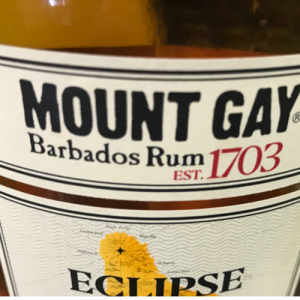 MOUNT GAY®
Barbados Rum
EST. 1703
ECLIPSE